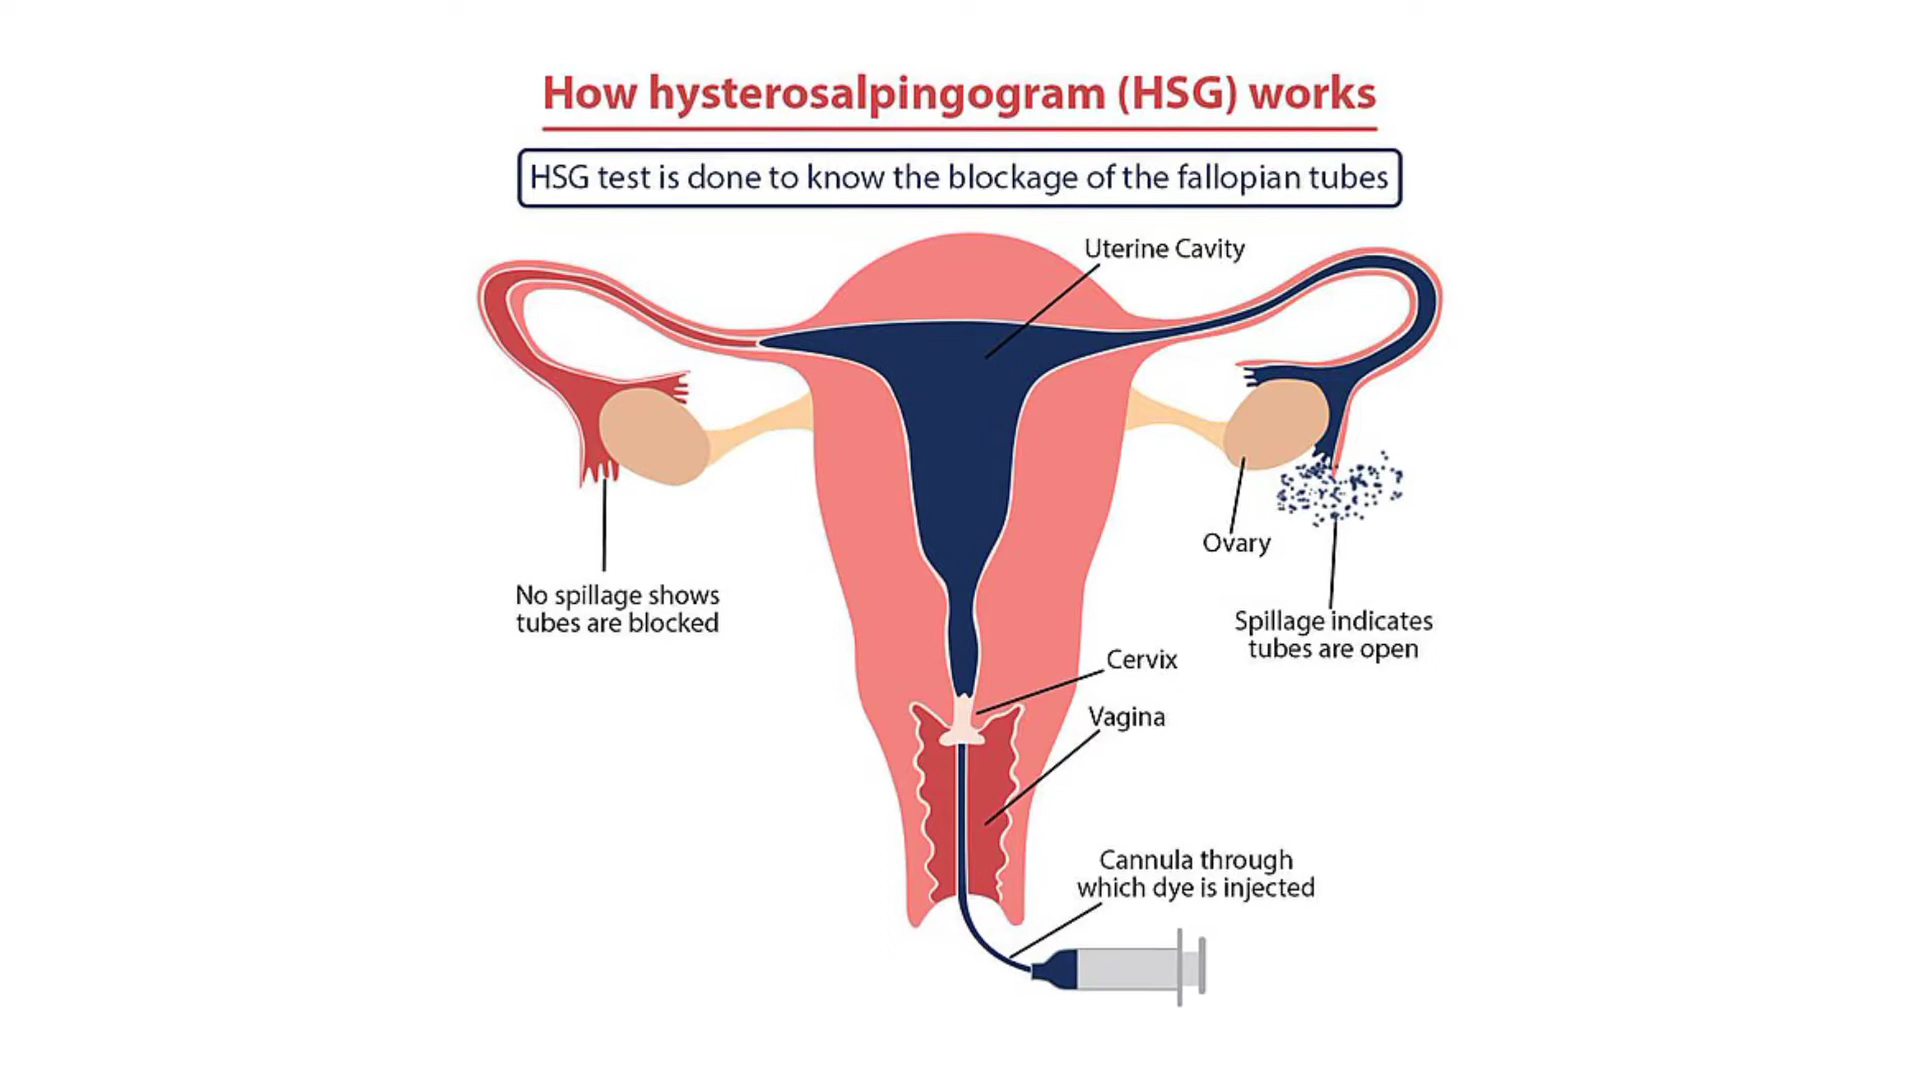 How hysterosalpingogram (HSG) works
HSG test is done to know the blockage of the fallopian tubes
Uterine Cavity
Ovary
No spillage shows
tubes are blocked
Spillage indicates
tubes are open
Cervix
Vagina
Cannula through
which dye is injected